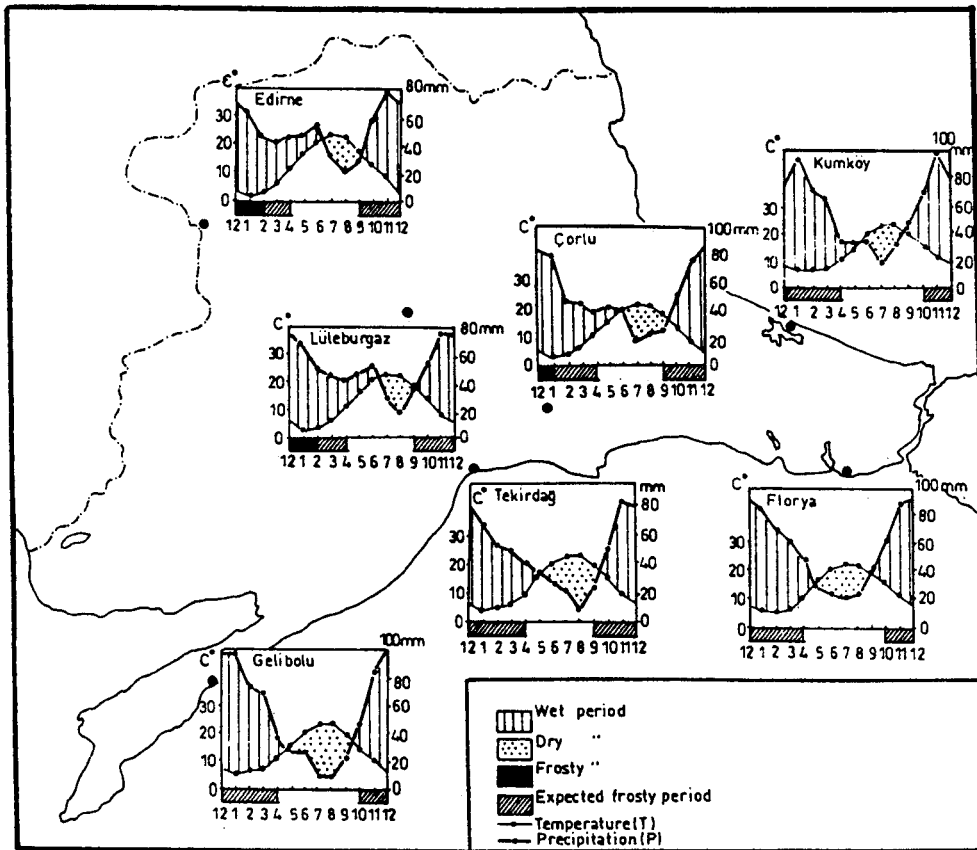 C°
80mm
Edirne
30
20
10
0
60
40
20
0
12 1 2 3 4 5 6 7 8 9 10 11 12
C°
100
mm
Kumköy
30
20
10
0
80
60
40
20
0
12 1 2 3 4 5 6 7 8 9 10 11 12
C°
100mm
Çorlu
30
20
10
0
80
60
40
20
0
12 1 2 3 4 5 6 7 8 9 10 11 12
C°
80mm
Lüleburgaz
30
20
10
0
60
40
20
0
12 1 2 3 4 5 6 7 8 9 10 11 12
C° Tekirdağ
mm
30
20
10
0
80
60
40
20
0
12 1 2 3 4 5 6 7 8 9 10 11 12
C°
100mm
Florya
30
20
10
0
80
60
40
20
0
12 1 2 3 4 5 6 7 8 9 10 11 12
C°
100mm
Gelibolu
30
20
10
0
80
60
40
20
0
12 1 2 3 4 5 6 7 8 9 10 11 12
Wet period
Dry "
Frosty "
Expected frosty period
Temperature(T)
Precipitation(P)